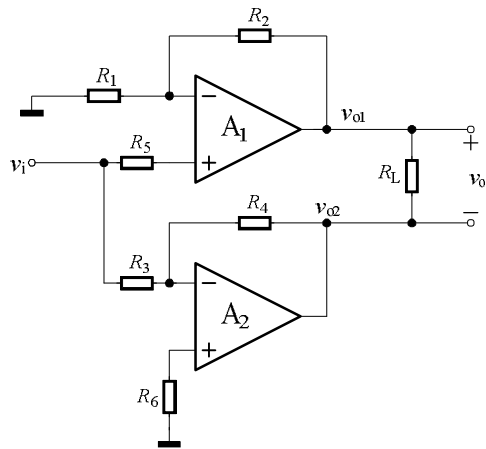 R2
R1
−
A1
vo1
R5
+
+
vi
RL
vo
R4
vo2
−
R3
−
A2
+
R6